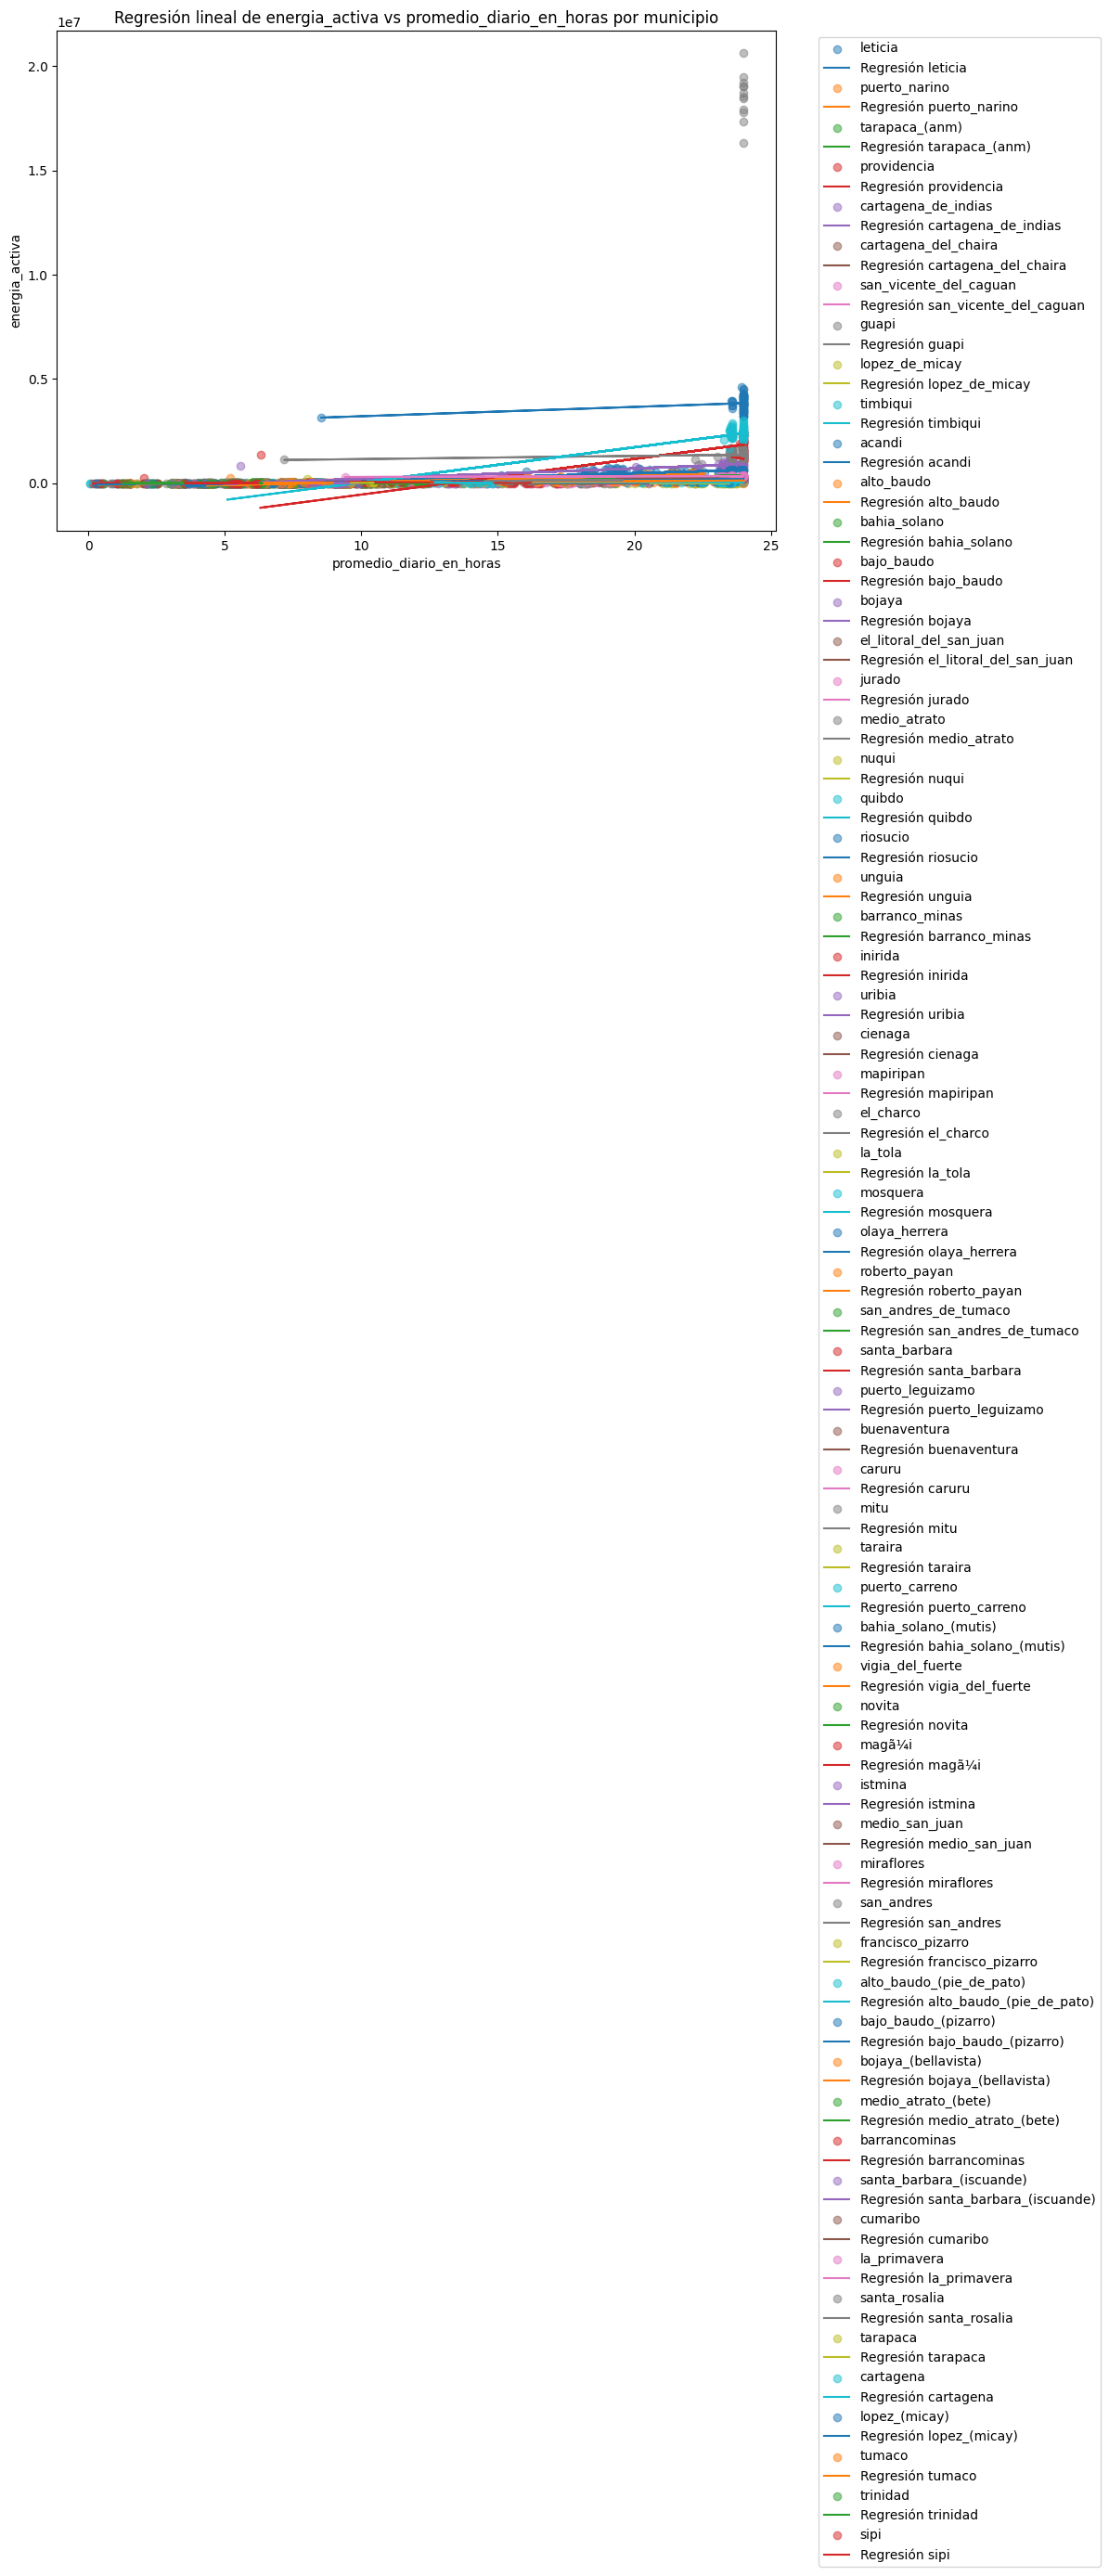 Regresión lineal de energia_activa vs promedio_diario_en_horas por municipio
1e7
2.0
1.5
1.0
0.5
0.0
energia_activa
0
5
10
15
20
25
promedio_diario_en_horas
leticia
Regresión leticia
puerto_narino
Regresión puerto_narino
tarapaca_(anm)
Regresión tarapaca_(anm)
providencia
Regresión providencia
cartagena_de_indias
Regresión cartagena_de_indias
cartagena_del_chaira
Regresión cartagena_del_chaira
san_vicente_del_caguan
Regresión san_vicente_del_caguan
guapi
Regresión guapi
lopez_de_micay
Regresión lopez_de_micay
timbiqui
Regresión timbiqui
acandi
Regresión acandi
alto_baudo
Regresión alto_baudo
bahia_solano
Regresión bahia_solano
bajo_baudo
Regresión bajo_baudo
bojaya
Regresión bojaya
el_litoral_del_san_juan
Regresión el_litoral_del_san_juan
jurado
Regresión jurado
medio_atrato
Regresión medio_atrato
nuqui
Regresión nuqui
quibdo
Regresión quibdo
riosucio
Regresión riosucio
unguia
Regresión unguia
barranco_minas
Regresión barranco_minas
inirida
Regresión inirida
uribia
Regresión uribia
cienaga
Regresión cienaga
mapiripan
Regresión mapiripan
el_charco
Regresión el_charco
la_tola
Regresión la_tola
mosquera
Regresión mosquera
olaya_herrera
Regresión olaya_herrera
roberto_payan
Regresión roberto_payan
san_andres_de_tumaco
Regresión san_andres_de_tumaco
santa_barbara
Regresión santa_barbara
puerto_leguizamo
Regresión puerto_leguizamo
buenaventura
Regresión buenaventura
caruru
Regresión caruru
mitu
Regresión mitu
taraira
Regresión taraira
puerto_carreno
Regresión puerto_carreno
bahia_solano_(mutis)
Regresión bahia_solano_(mutis)
vigia_del_fuerte
Regresión vigia_del_fuerte
novita
Regresión novita
magã¼i
Regresión magã¼i
istmina
Regresión istmina
medio_san_juan
Regresión medio_san_juan
miraflores
Regresión miraflores
san_andres
Regresión san_andres
francisco_pizarro
Regresión francisco_pizarro
alto_baudo_(pie_de_pato)
Regresión alto_baudo_(pie_de_pato)
bajo_baudo_(pizarro)
Regresión bajo_baudo_(pizarro)
bojaya_(bellavista)
Regresión bojaya_(bellavista)
medio_atrato_(bete)
Regresión medio_atrato_(bete)
barrancominas
Regresión barrancominas
santa_barbara_(iscuande)
Regresión santa_barbara_(iscuande)
cumaribo
Regresión cumaribo
la_primavera
Regresión la_primavera
santa_rosalia
Regresión santa_rosalia
tarapaca
Regresión tarapaca
cartagena
Regresión cartagena
lopez_(micay)
Regresión lopez_(micay)
tumaco
Regresión tumaco
trinidad
Regresión trinidad
sipi
Regresión sipi